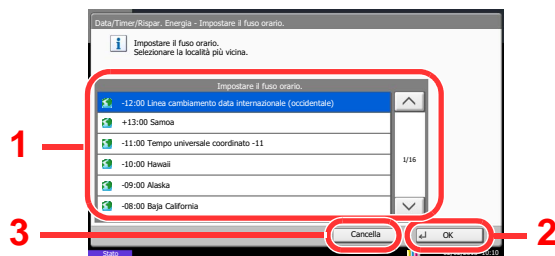 Data/Timer/Rispar. Energia - Impostare il fuso orario.
Impostare il fuso orario.
Selezionare la località più vicina.
Impostare il fuso orario.
-12:00 Linea cambiamento data internazionale (occidentale)
+13:00 Samoa
-11:00 Tempo universale coordinato -11
1/16
-10:00 Hawaii
-09:00 Alaska
-08:00 Baja California
Cancella
OK
Stato
10:10
1
2
3